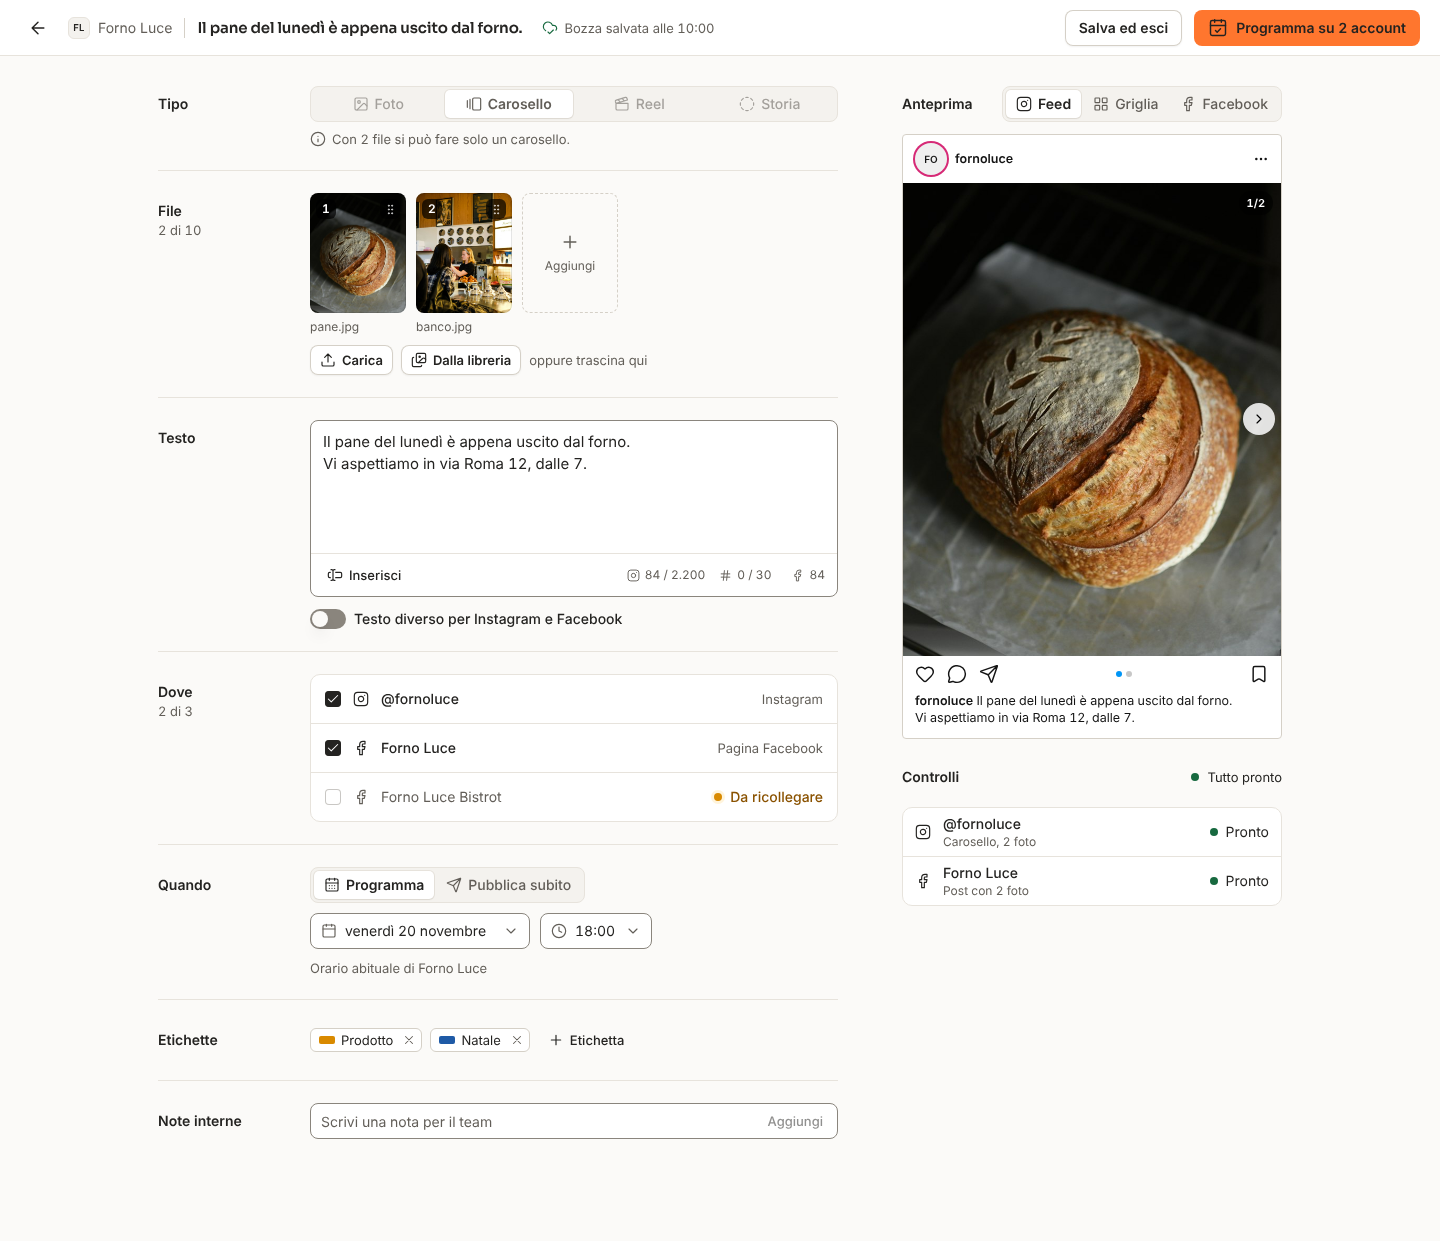 FL Forno Luce
Il pane del lunedì è appena uscito dal forno.
Bozza salvata alle 10:00
Salva ed esci
Programma su 2 account
Tipo
Foto
Carosello
Reel
Storia
Con 2 file si può fare solo un carosello.
File
2 di 10
1
2
Aggiungi
pane.jpg
banco.jpg
Carica
Dalla libreria
oppure trascina qui
Testo
Il pane del lunedì è appena uscito dal forno.
Vi aspettiamo in via Roma 12, dalle 7.
Inserisci
84 / 2.200
# 0 / 30
84
Testo diverso per Instagram e Facebook
Dove
2 di 3
@fornoluce
Instagram
Forno Luce
Pagina Facebook
Forno Luce Bistrot
Da ricollegare
Quando
Programma
Pubblica subito
venerdì 20 novembre
18:00
Orario abituale di Forno Luce
Etichette
Prodotto
Natale
Etichetta
Note interne
Scrivi una nota per il team
Aggiungi
Anteprima
Feed
Griglia
Facebook
FO
fornoluce
1/2
fornoluce Il pane del lunedì è appena uscito dal forno.
Vi aspettiamo in via Roma 12, dalle 7.
Controlli
Tutto pronto
@fornoluce
Carosello, 2 foto
Pronto
Forno Luce
Post con 2 foto
Pronto